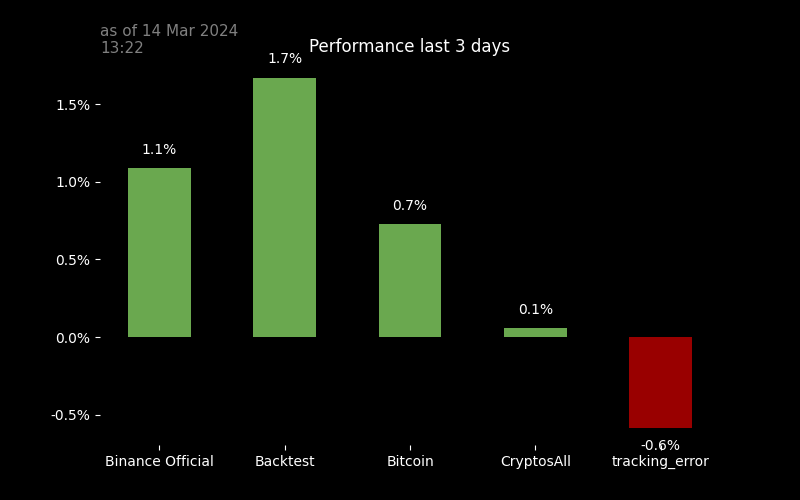 as of 14 Mar 2024
13:22
Performance last 3 days
1.7%
1.5%
1.1%
1.0%
0.7%
0.5%
0.1%
0.0%
-0.5%
-0.6%
Binance Official
Backtest
Bitcoin
CryptosAll
tracking_error